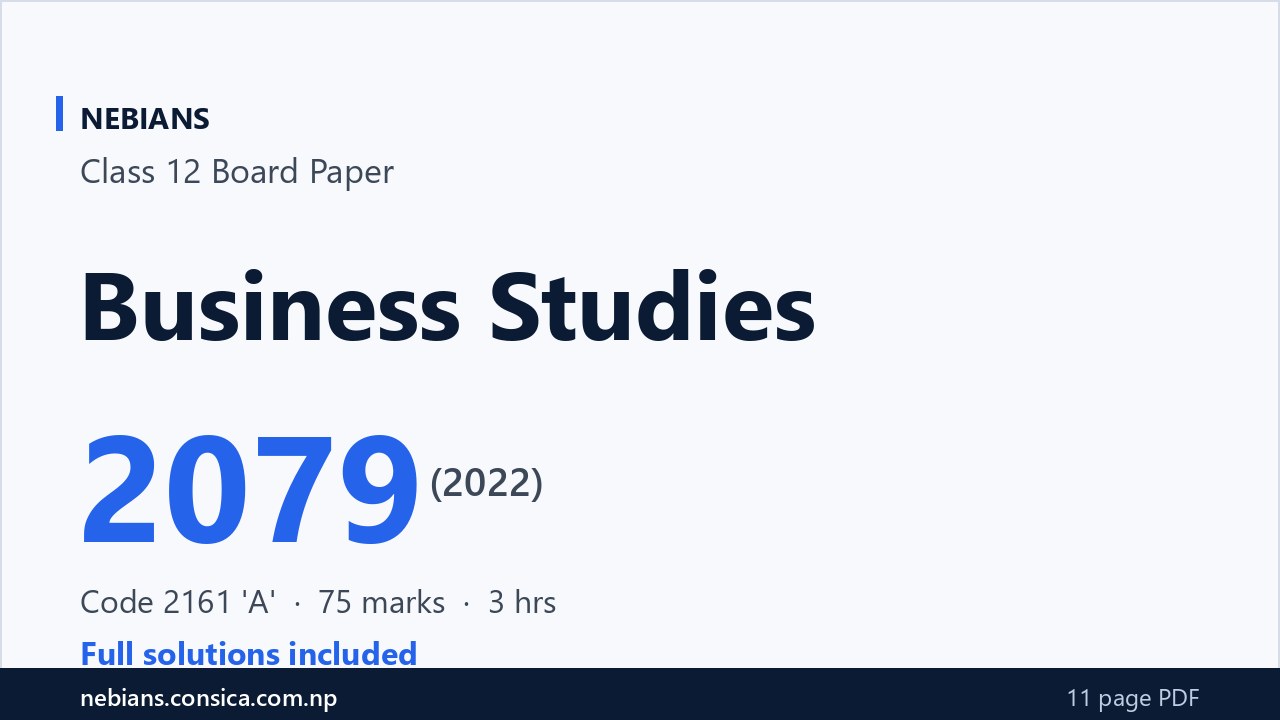 NEBIANS
Class 12 Board Paper
Business Studies
2079 (2022)
Code 2161 'A' · 75 marks · 3 hrs
Full solutions included
nebians.consica.com.np
11 page PDF